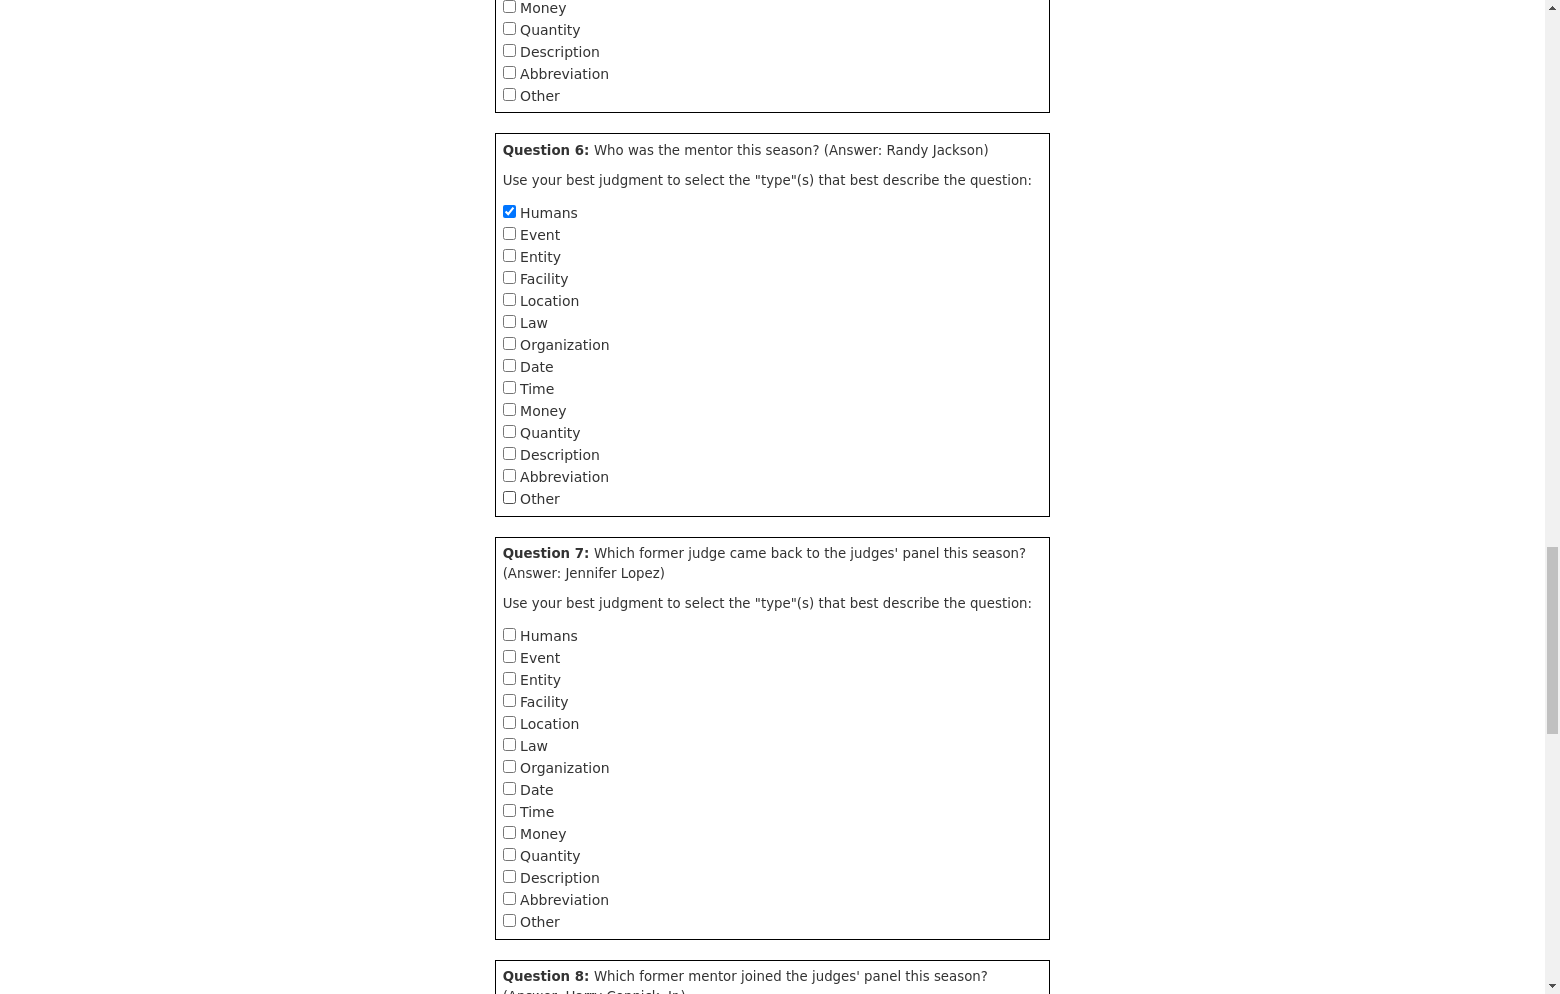 Money
Quantity
Description
Abbreviation
Other
Question 6: Who was the mentor this season? (Answer: Randy Jackson)
Use your best judgment to select the "type"(s) that best describe the question:
Humans
Event
Entity
Facility
Location
Law
Organization
Date
Time
Money
Quantity
Description
Abbreviation
Other
Question 7: Which former judge came back to the judges' panel this season?
(Answer: Jennifer Lopez)
Use your best judgment to select the "type"(s) that best describe the question:
Humans
Event
Entity
Facility
Location
Law
Organization
Date
Time
Money
Quantity
Description
Abbreviation
Other
Question 8: Which former mentor joined the judges' panel this season?
(Answer: Harry Connick, Jr)